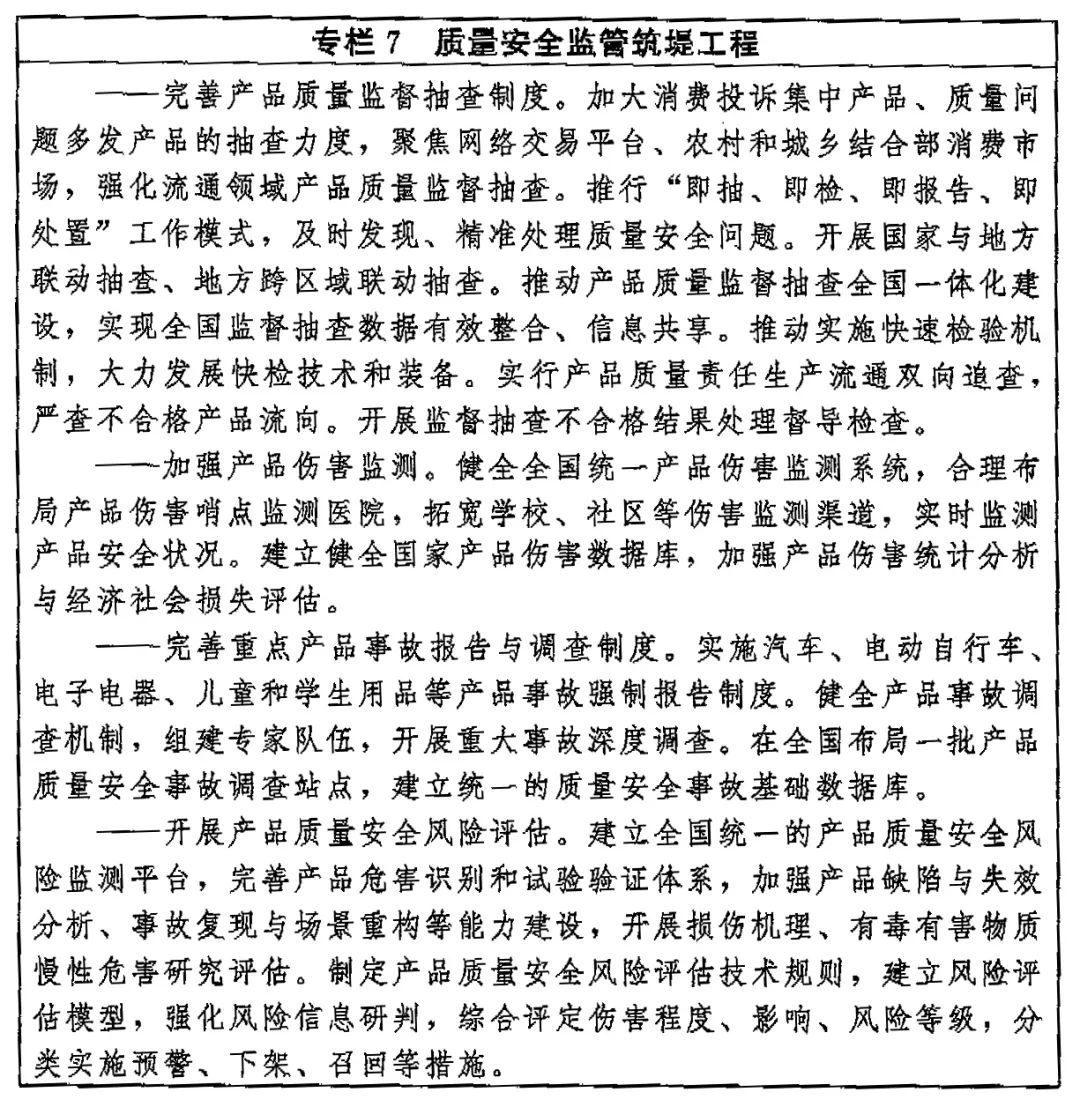 专栏 7 质量安全监管筑堤工程
——完善产品质量监督抽查制度。加大消费投诉集中产品、质量问
题多发产品的抽查力度，聚焦网络交易平台、农村和城乡结合部消费市
场，强化流通领域产品质量监督抽查。推行“即抽、即检、即报告、即
处置”工作模式，及时发现、精准处理质量安全问题。开展国家与地方
联动抽查、地方跨区域联动抽查。推动产品质量监督抽查全国一体化建
设，实现全国监督抽查数据有效整合、信息共享。推动实施快速检验机
制，大力发展快检技术和装备。实行产品质量责任生产流通双向追查，
严查不合格产品流向。开展监督抽查不合格结果处理督导检查。
——加强产品伤害监测。健全全国统一产品伤害监测系统，合理布
局产品伤害哨点监测医院，拓宽学校、社区等伤害监测渠道，实时监测
产品安全状况。建立健全国家产品伤害数据库，加强产品伤害统计分析
与经济社会损失评估。
——完善重点产品事故报告与调查制度。实施汽车、电动自行车、
电子电器、儿童和学生用品等产品事故强制报告制度。健全产品事故调
查机制，组建专家队伍，开展重大事故深度调查。在全国布局一批产品
质量安全事故调查站点，建立统一的质量安全事故基础数据库。
——开展产品质量安全风险评估。建立全国统一的产品质量安全风
险监测平台，完善产品危害识别和试验验证体系，加强产品缺陷与失效
分析、事故复现与场景重构等能力建设，开展损伤机理、有毒有害物质
慢性危害研究评估。制定产品质量安全风险评估技术规则，建立风险评
估模型，强化风险信息研判，综合评定伤害程度、影响、风险等级，分
类实施预警、下架、召回等措施。